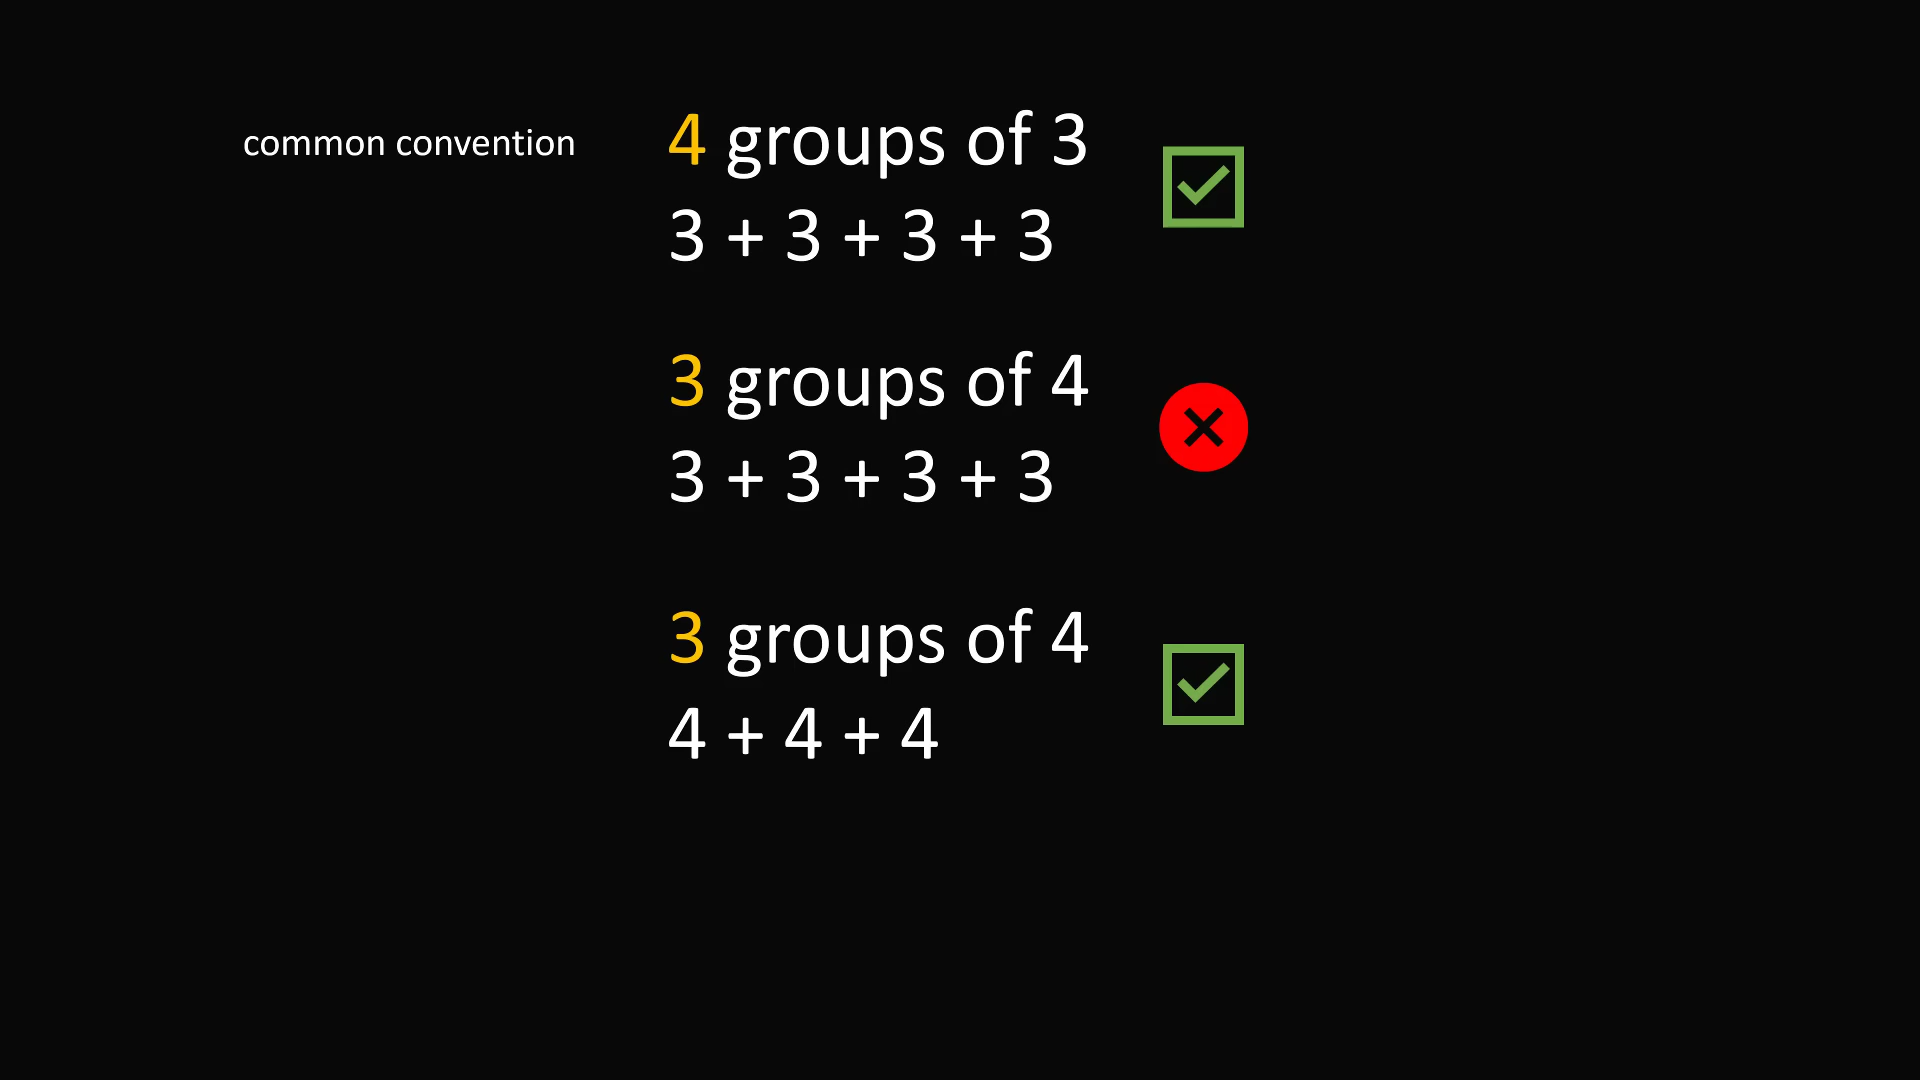 common convention
4 groups of 3
3 + 3 + 3 + 3
3 groups of 4
3 + 3 + 3 + 3
3 groups of 4
4 + 4 + 4